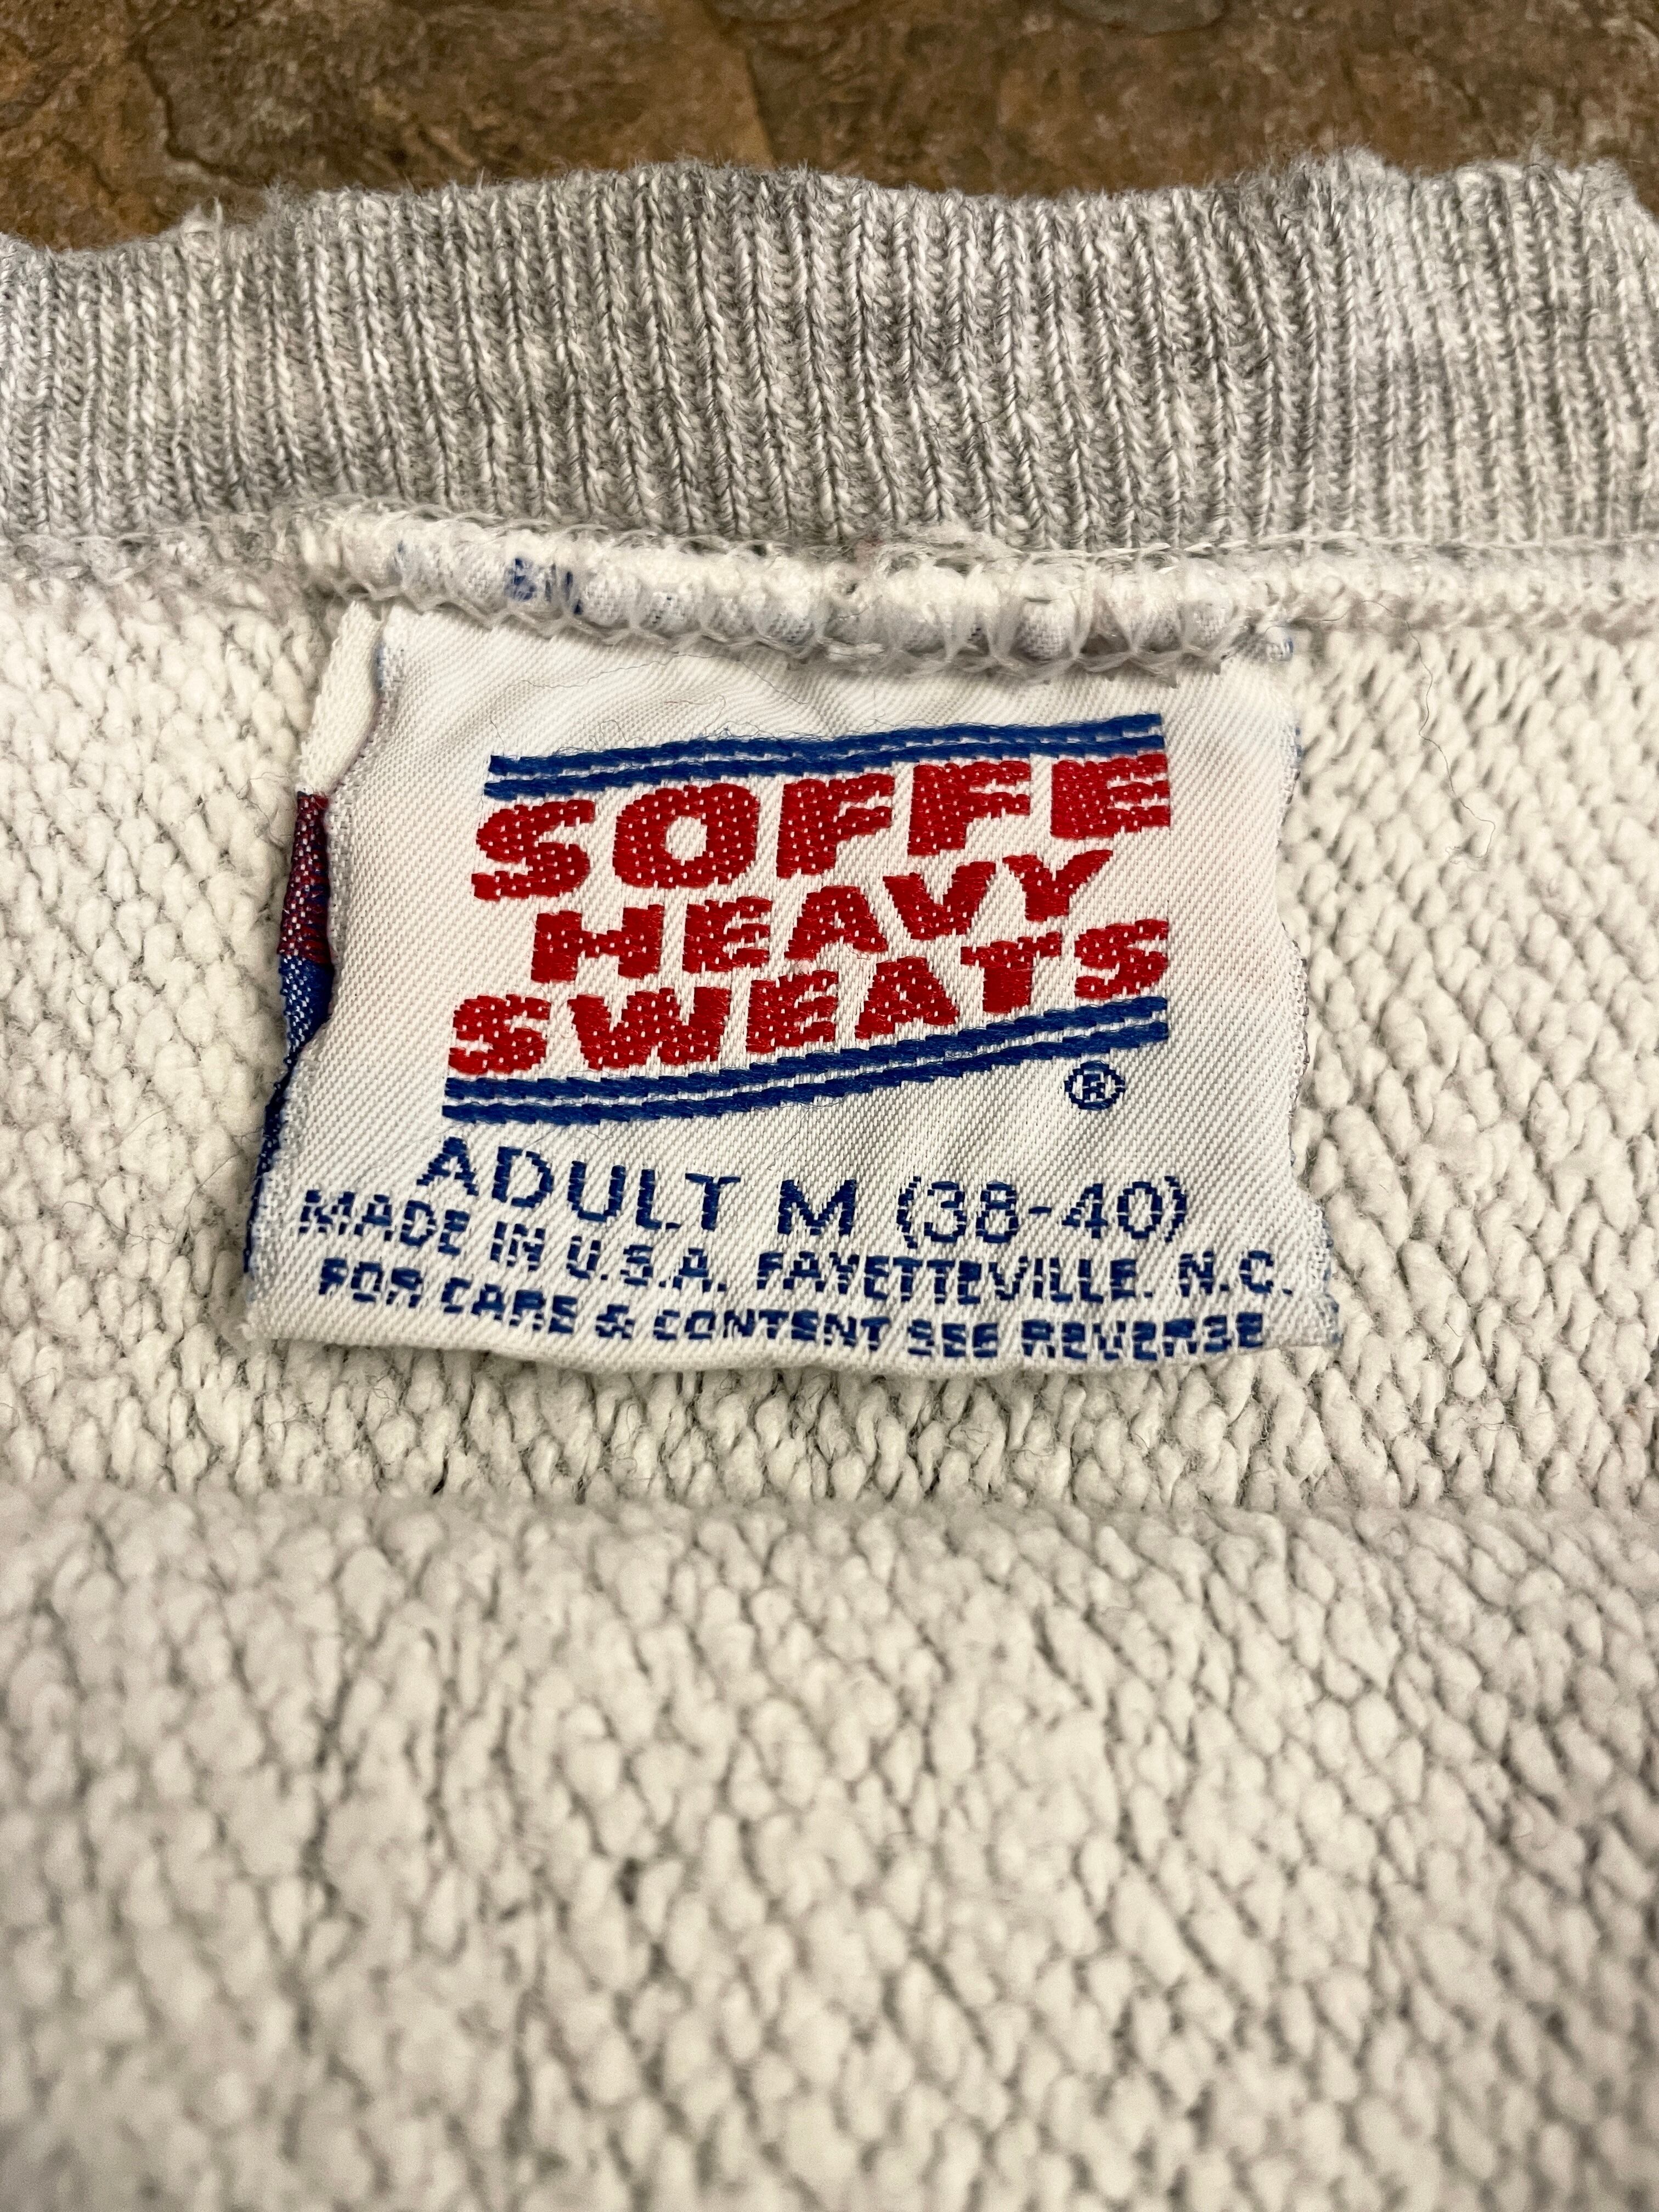 SOFFE
HEAVY
SWEATS
®
ADULT M (38-40)
MADE IN U.S.A. FAYETTEVILLE. N.C.
FOR CARE & CONTENT SEE REVERSE